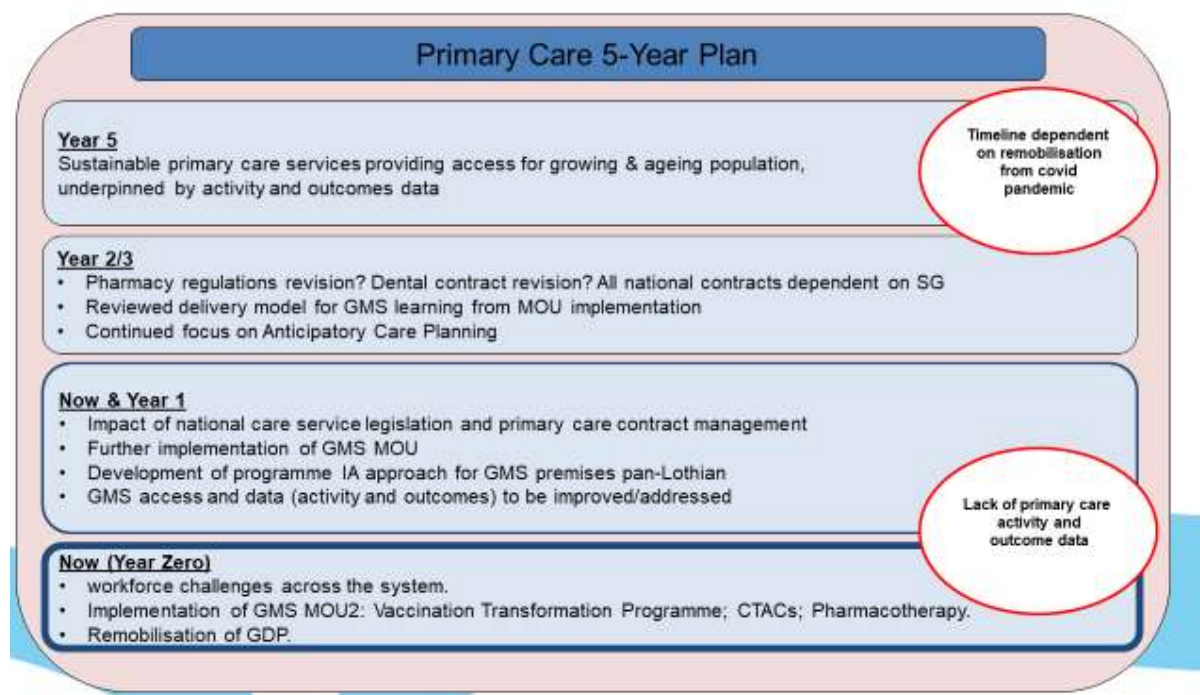 Primary Care 5-Year Plan
Year 5
Sustainable primary care services providing access for growing & ageing population,
underpinned by activity and outcomes data
Timeline dependent
on remobilisation
from covid
pandemic
Year 2/3
• Pharmacy regulations revision? Dental contract revision? All national contracts dependent on SG
• Reviewed delivery model for GMS learning from MOU implementation
• Continued focus on Anticipatory Care Planning
Now & Year 1
• Impact of national care service legislation and primary care contract management
• Further implementation of GMS MOU
• Development of programme IA approach for GMS premises pan-Lothian
• GMS access and data (activity and outcomes) to be improved/addressed
Lack of primary care
activity and
outcome data
Now (Year Zero)
• workforce challenges across the system.
• Implementation of GMS MOU2: Vaccination Transformation Programme; CTACs; Pharmacotherapy.
• Remobilisation of GDP.